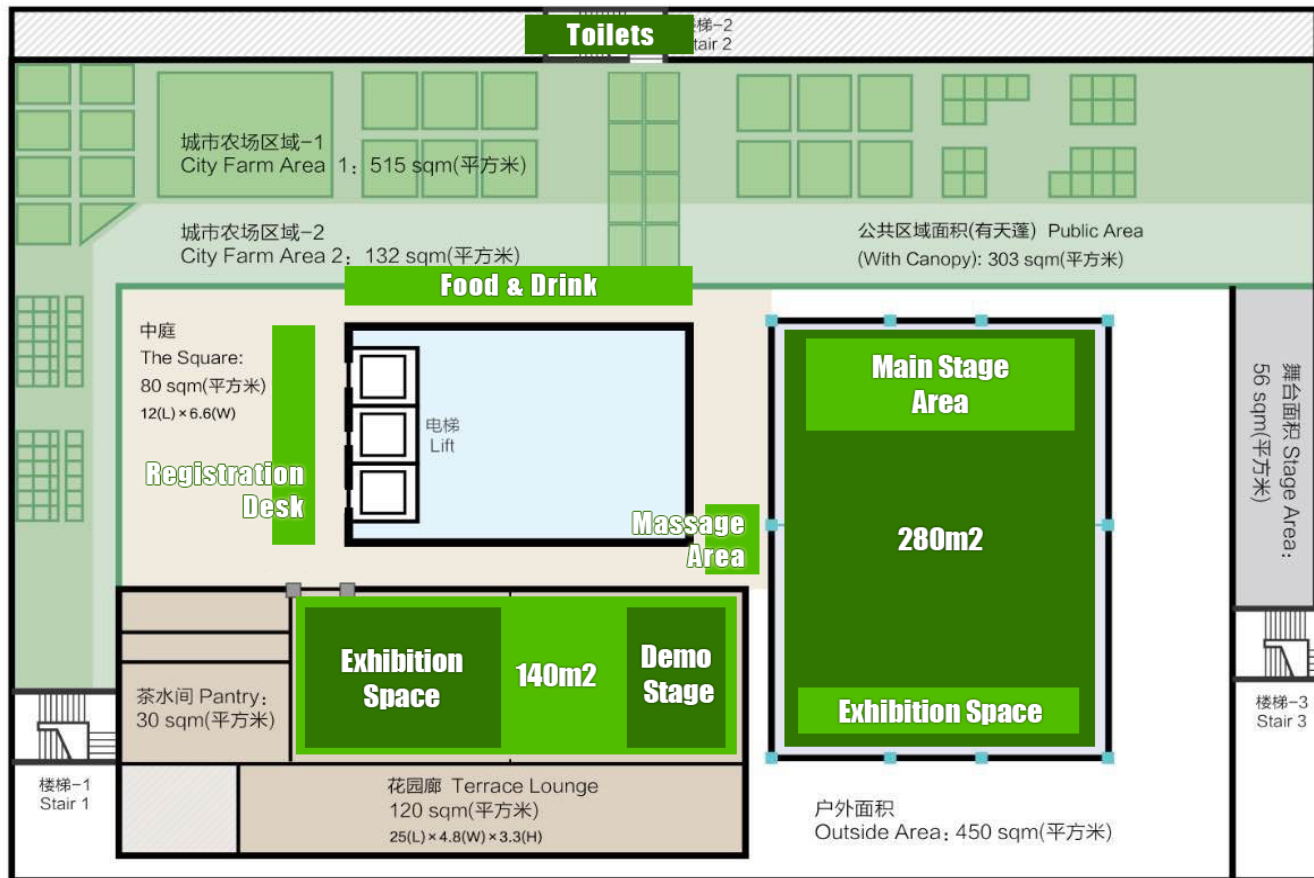 Toilets
楼梯-2
Stair 2
城市农场区域-1
City Farm Area 1: 515 sqm(平方米)
城市农场区域-2
City Farm Area 2: 132 sqm(平方米)
公共区域面积(有天蓬) Public Area
(With Canopy): 303 sqm(平方米)
Food & Drink
中庭
The Square:
80 sqm(平方米)
12(L)×6.6(W)
电梯
Lift
Registration
Desk
Massage
Area
Main Stage
Area
280m2
Exhibition Space
舞台面积 Stage Area:
56 sqm(平方米)
Exhibition
Space
140m2
Demo
Stage
茶水间 Pantry:
30 sqm(平方米)
楼梯-1
Stair 1
花园廊 Terrace Lounge
120 sqm(平方米)
25(L)×4.8(W)×3.3(H)
户外面积
Outside Area: 450 sqm(平方米)
楼梯-3
Stair 3